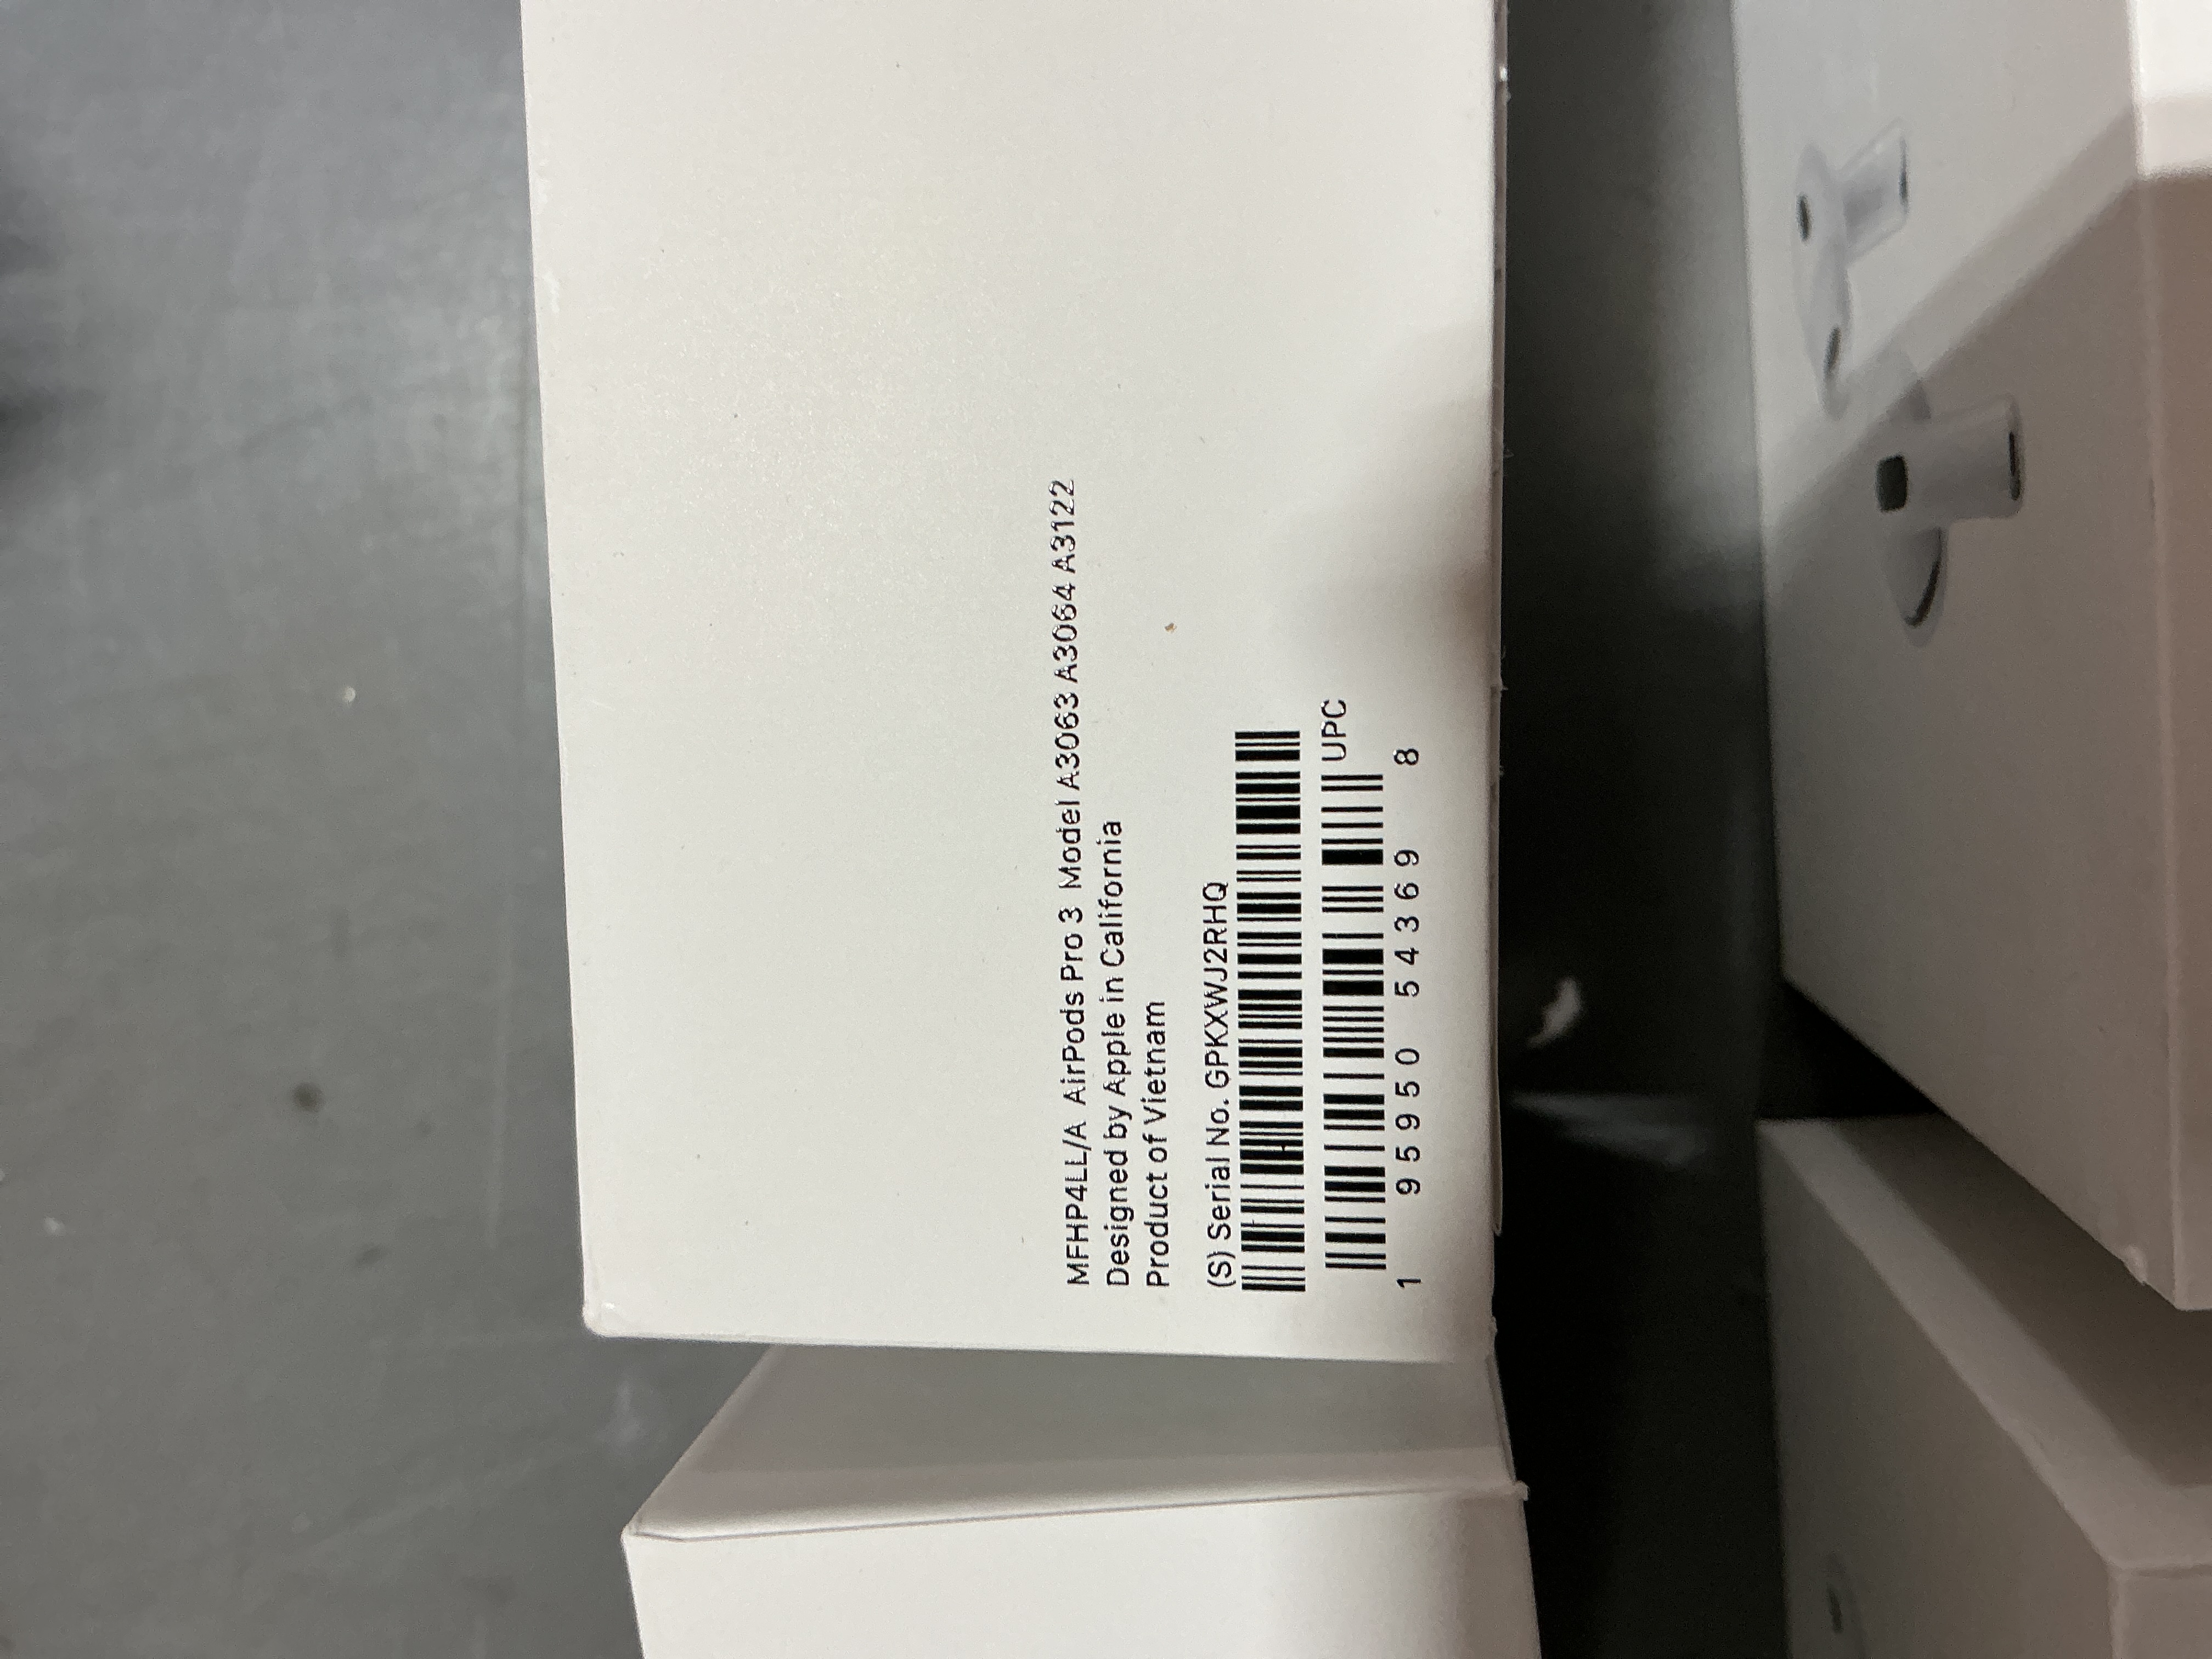 MFHP4LL/A AirPods Pro 3 Model A3063 A3064 A3122
Designed by Apple in California
Product of Vietnam
(S) Serial No. GPKXWJ2RHQ
UPC
1 95950 54369 8